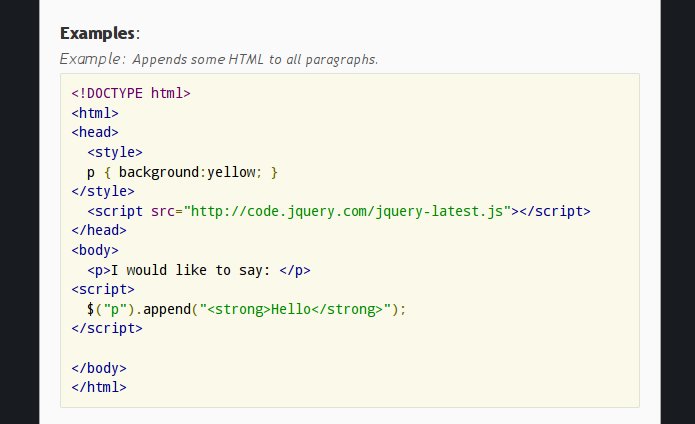 Examples:
Example: Appends some HTML to all paragraphs.
<!DOCTYPE html>
<html>
<head>
  <style>
  p { background:yellow; }
</style>
  <script src="http://code.jquery.com/jquery-latest.js"></script>
</head>
<body>
  <p>I would like to say: </p>
<script>
  $("p").append("<strong>Hello</strong>");
</script>

</body>
</html>